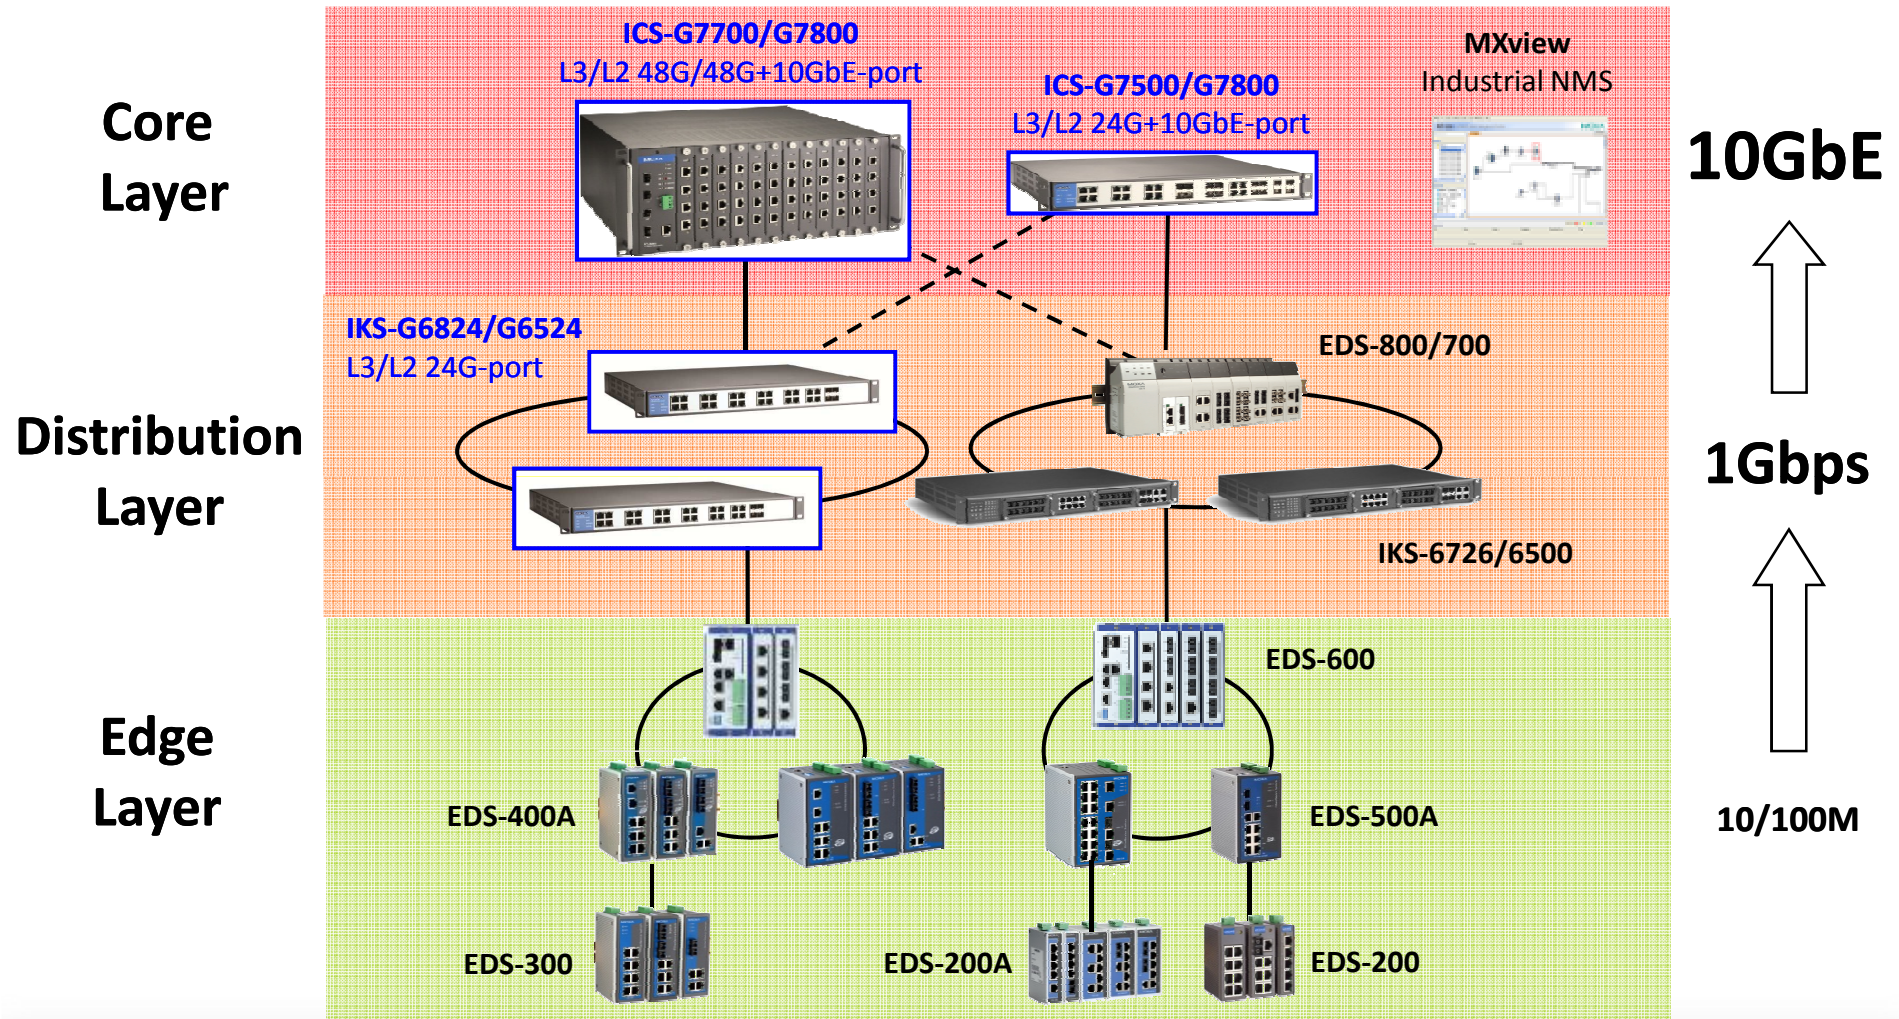 ICS-G7700/G7800
L3/L2 48G/48G+10GbE-port
ICS-G7500/G7800
L3/L2 24G+10GbE-port
MXview
Industrial NMS
Core
Layer
10GbE
IKS-G6824/G6524
L3/L2 24G-port
EDS-800/700
Distribution
Layer
1Gbps
IKS-6726/6500
EDS-600
Edge
Layer
EDS-400A
EDS-500A
10/100M
EDS-300
EDS-200A
EDS-200